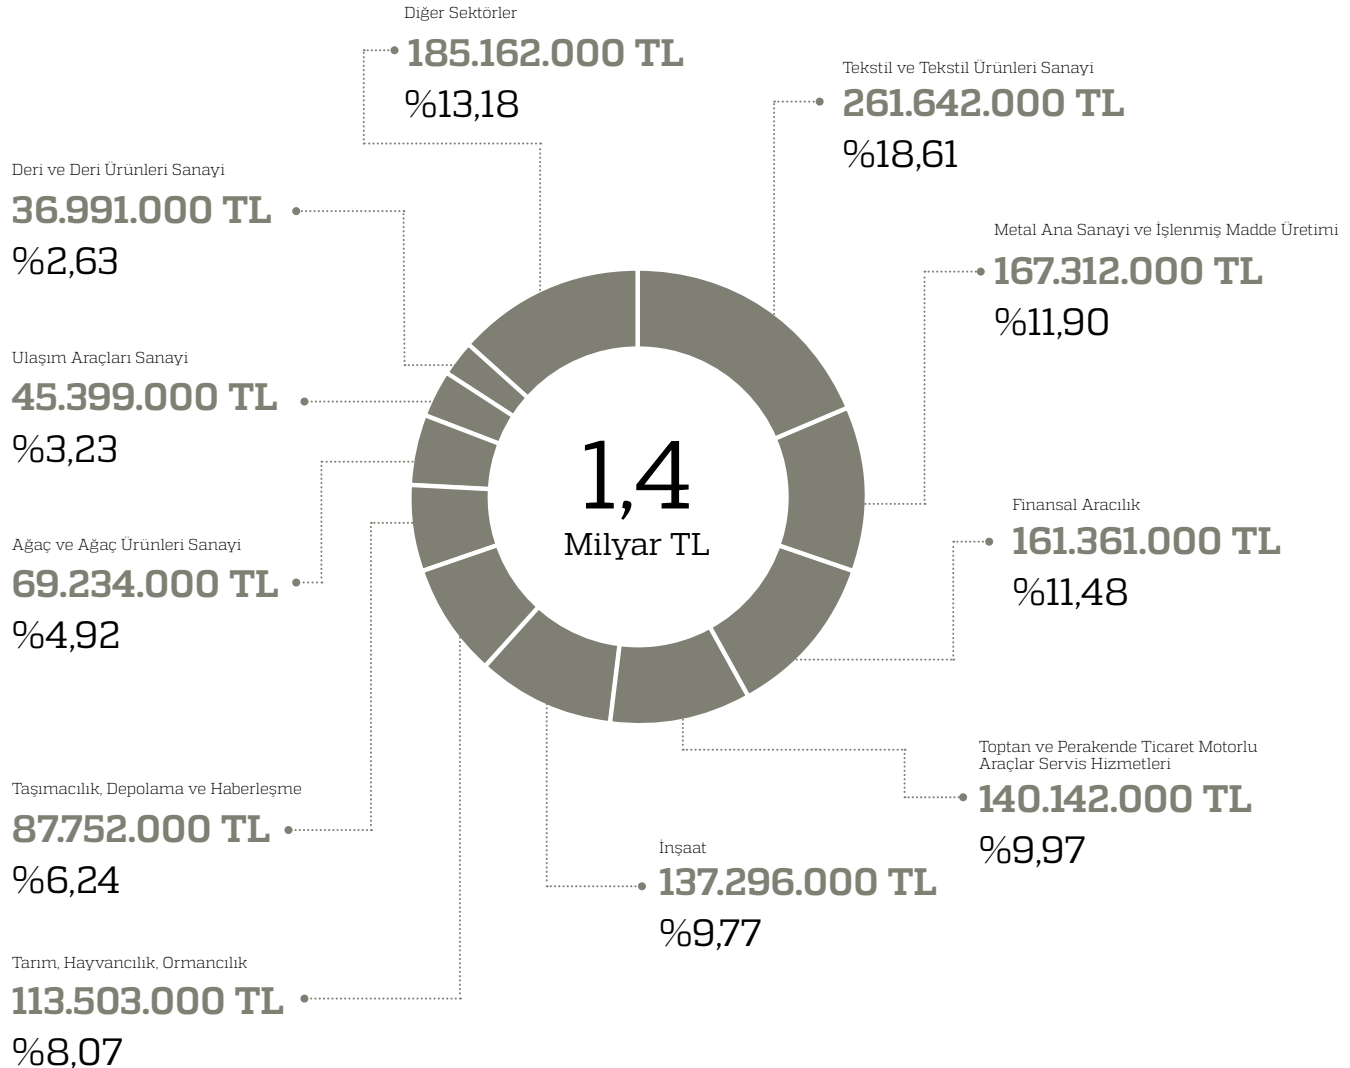 Diğer Sektörler
185.162.000 TL
%13,18
Tekstil ve Tekstil Ürünleri Sanayi
261.642.000 TL
%18,61
Metal Ana Sanayi ve İşlenmiş Madde Üretimi
167.312.000 TL
%11,90
Finansal Aracılık
161.361.000 TL
%11,48
Toptan ve Perakende Ticaret Motorlu
Araçlar Servis Hizmetleri
140.142.000 TL
%9,97
İnşaat
137.296.000 TL
%9,77
Tarım, Hayvancılık, Ormancılık
113.503.000 TL
%8,07
Taşımacılık, Depolama ve Haberleşme
87.752.000 TL
%6,24
Ağaç ve Ağaç Ürünleri Sanayi
69.234.000 TL
%4,92
Ulaşım Araçları Sanayi
45.399.000 TL
%3,23
Deri ve Deri Ürünleri Sanayi
36.991.000 TL
%2,63
1,4
Milyar TL